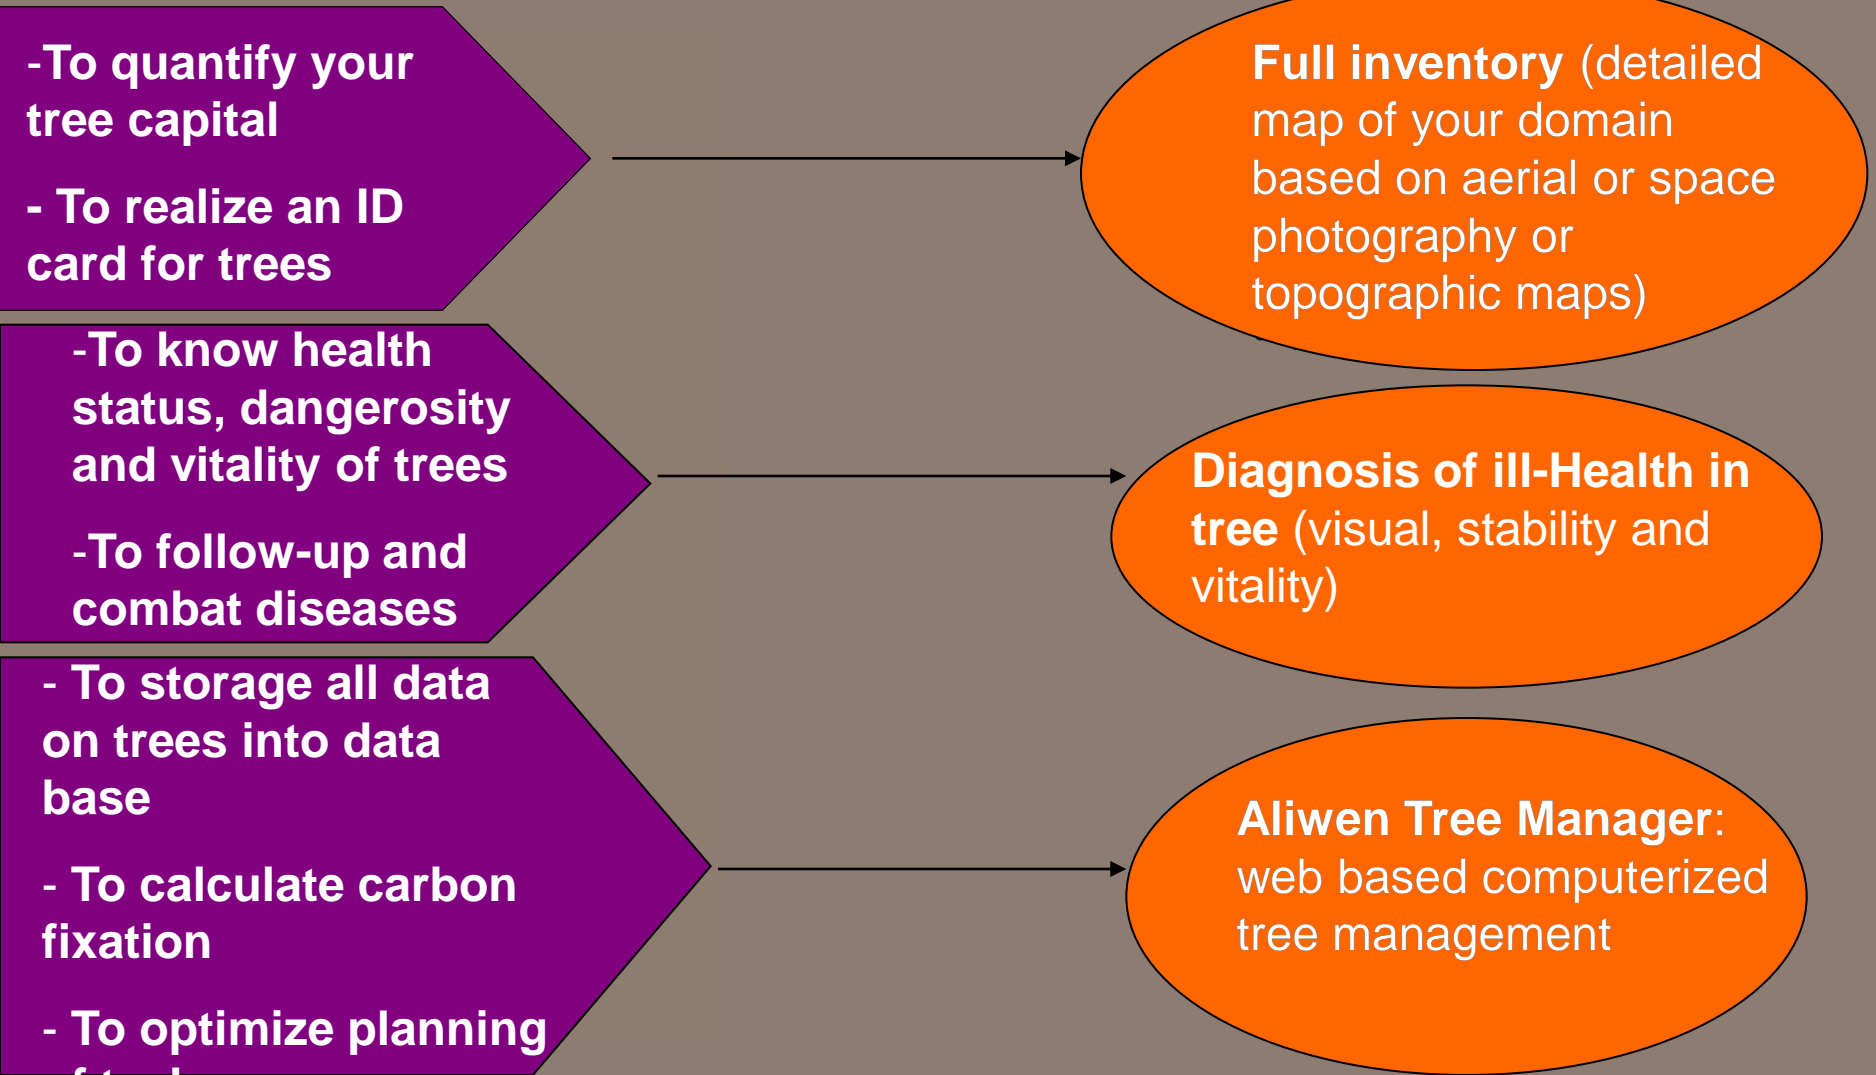 -To quantify your
tree capital
- To realize an ID
card for trees
Full inventory (detailed
map of your domain
based on aerial or space
photography or
topographic maps)
-To know health
status, dangerosity
and vitality of trees
-To follow-up and
combat diseases
Diagnosis of ill-Health in
tree (visual, stability and
vitality)
- To storage all data
on trees into data
base
- To calculate carbon
fixation
- To optimize planning
Aliwen Tree Manager:
web based computerized
tree management